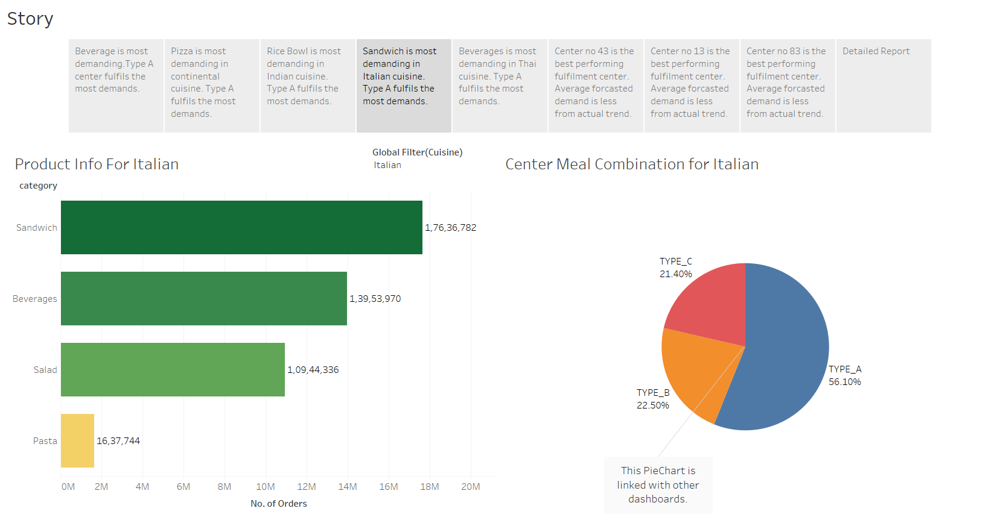 Story
Beverage is most
demanding.Type A
center fulfils the
most demands.
Pizza is most
demanding in
continental
cuisine. Type A
fulfils the most
demands.
Rice Bowl is most
demanding in
Indian cuisine.
Type A fulfils the
most demands.
Sandwich is most
demanding in
Italian cuisine.
Type A fulfils the
most demands.
Beverages is most
demanding in Thai
cuisine. Type A
fulfils the most
demands.
Center no 43 is the
best performing
fulfilment center.
Average forcasted
demand is less
from actual trend.
Center no 13 is the
best performing
fulfilment center.
Average forcasted
demand is less
from actual trend.
Center no 83 is the
best performing
fulfilment center.
Average forcasted
demand is less
from actual trend.
Detailed Report
Product Info For Italian
Global Filter(Cuisine)
Italian
category
Sandwich
1,76,36,782
Beverages
1,39,53,970
Salad
1,09,44,336
Pasta
16,37,744
0M 2M 4M 6M 8M 10M 12M 14M 16M 18M 20M
No. of Orders
Center Meal Combination for Italian
TYPE_C
21.40%
TYPE_A
56.10%
TYPE_B
22.50%
This PieChart is
linked with other
dashboards.